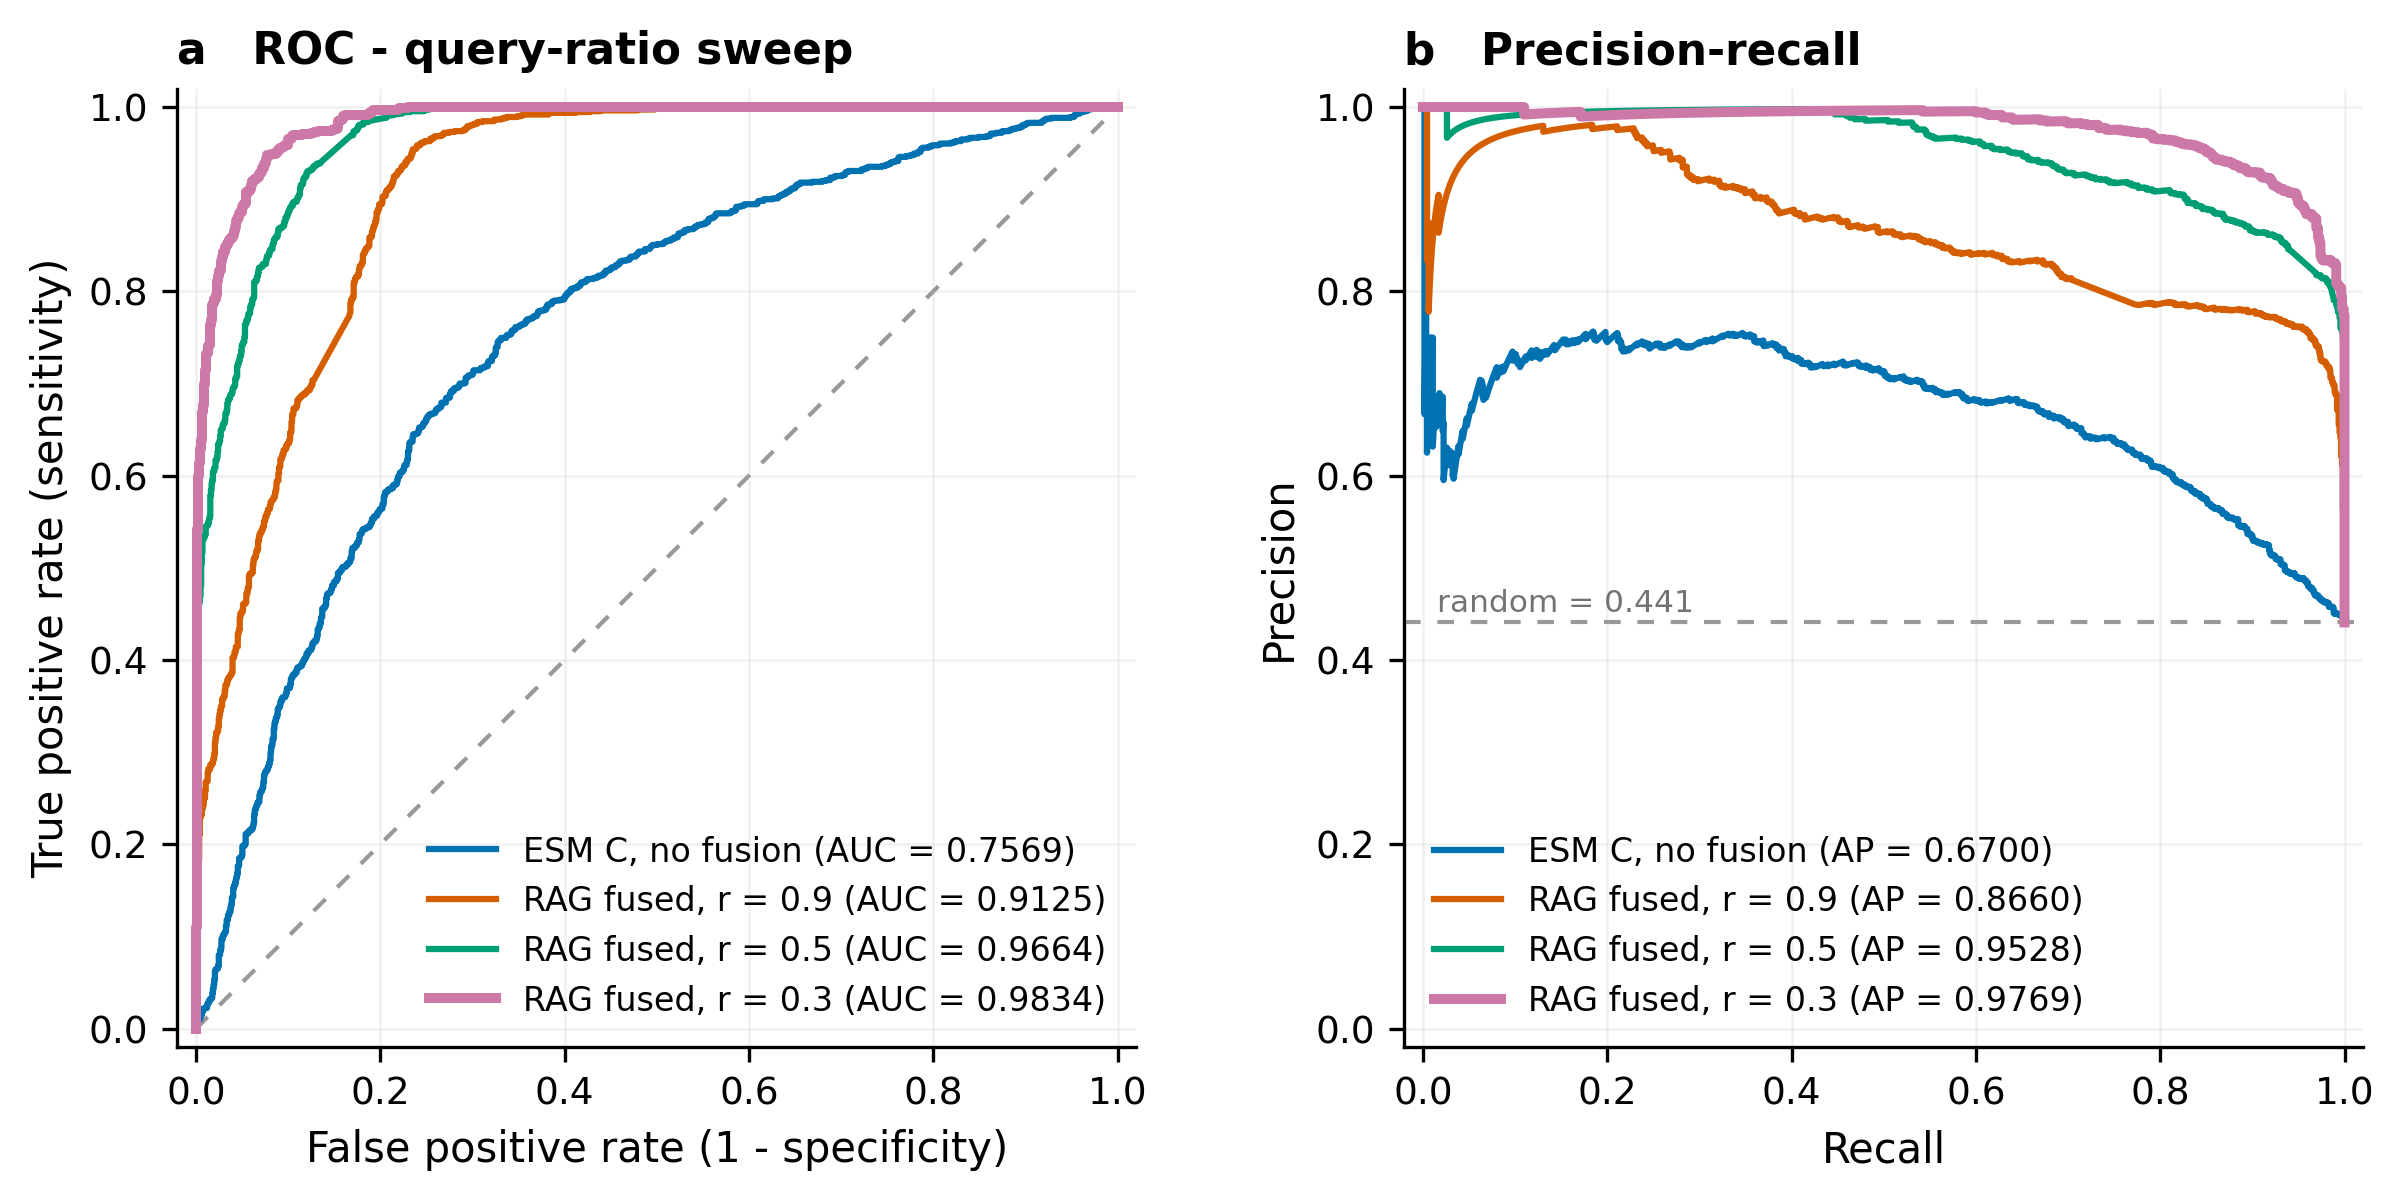 a ROC - query-ratio sweep
True positive rate (sensitivity)
1.0
0.8
0.6
0.4
0.2
0.0
ESM C, no fusion (AUC = 0.7569)
RAG fused, r = 0.9 (AUC = 0.9125)
RAG fused, r = 0.5 (AUC = 0.9664)
RAG fused, r = 0.3 (AUC = 0.9834)
0.0 0.2 0.4 0.6 0.8 1.0
False positive rate (1 - specificity)
b Precision-recall
Precision
1.0
0.8
0.6
0.4
0.2
0.0
random = 0.441
ESM C, no fusion (AP = 0.6700)
RAG fused, r = 0.9 (AP = 0.8660)
RAG fused, r = 0.5 (AP = 0.9528)
RAG fused, r = 0.3 (AP = 0.9769)
0.0 0.2 0.4 0.6 0.8 1.0
Recall